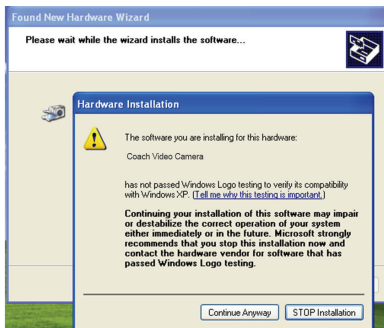 Found New Hardware Wizard
Please wait while the wizard installs the software...
Hardware Installation
The software you are installing for this hardware:
Coach Video Camera
has not passed Windows Logo testing to verify its compatibility
with Windows XP. (Tell me why this testing is important.)
Continuing your installation of this software may impair
or destabilize the correct operation of your system
either immediately or in the future. Microsoft strongly
recommends that you stop this installation now and
contact the hardware vendor for software that has
passed Windows Logo testing.
Continue Anyway STOP Installation